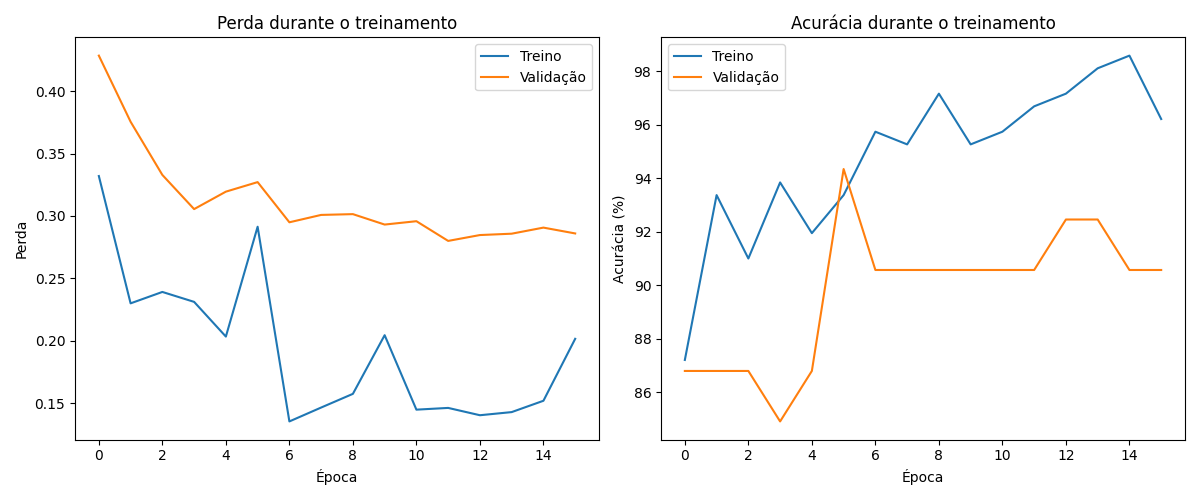 Perda durante o treinamento
Treino
Validação
0.40
0.35
0.30
0.25
0.20
0.15
Perda
0 2 4 6 8 10 12 14
Época
Acurácia durante o treinamento
Treino
Validação
98
96
94
92
90
88
86
Acurácia (%)
0 2 4 6 8 10 12 14
Época